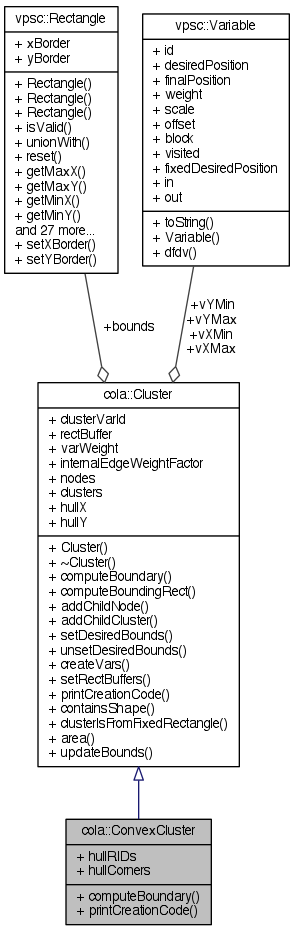 vpsc::Rectangle
+ xBorder
+ yBorder
+ Rectangle()
+ Rectangle()
+ Rectangle()
+ isValid()
+ unionWith()
+ reset()
+ getMaxX()
+ getMaxY()
+ getMinX()
+ getMinY()
and 27 more...
+ setXBorder()
+ setYBorder()
vpsc::Variable
+ id
+ desiredPosition
+ finalPosition
+ weight
+ scale
+ offset
+ block
+ visited
+ fixedDesiredPosition
+ in
+ out
+ toString()
+ Variable()
+ dfdv()
+bounds
+vYMin
+vYMax
+vXMin
+vXMax
cola::Cluster
+ clusterVarId
+ rectBuffer
+ varWeight
+ internalEdgeWeightFactor
+ nodes
+ clusters
+ hullX
+ hullY
+ Cluster()
+ ~Cluster()
+ computeBoundary()
+ computeBoundingRect()
+ addChildNode()
+ addChildCluster()
+ setDesiredBounds()
+ unsetDesiredBounds()
+ createVars()
+ setRectBuffers()
+ printCreationCode()
+ containsShape()
+ clusterIsFromFixedRectangle()
+ area()
+ updateBounds()
cola::ConvexCluster
+ hullRIDs
+ hullCorners
+ computeBoundary()
+ printCreationCode()